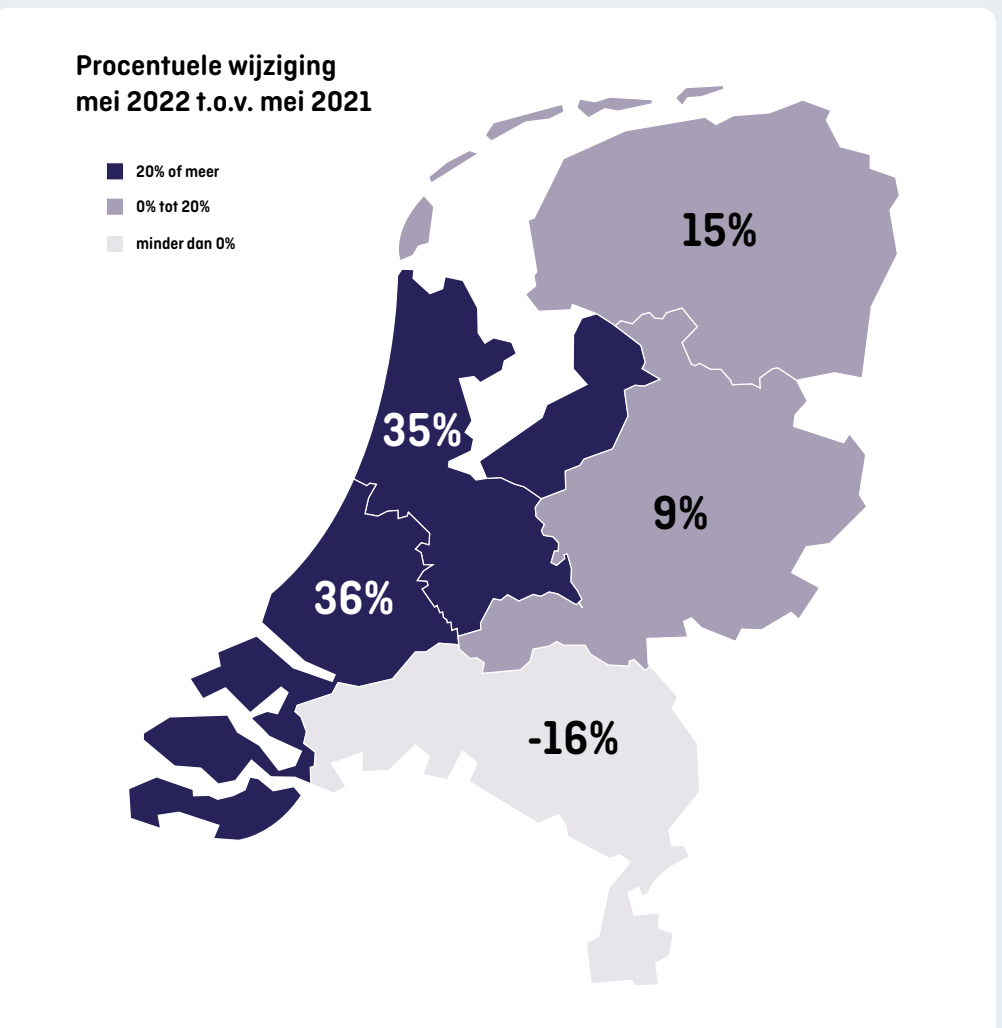 Procentuele wijziging
mei 2022 t.o.v. mei 2021
20% of meer
0% tot 20%
minder dan 0%
15%
35%
9%
36%
-16%